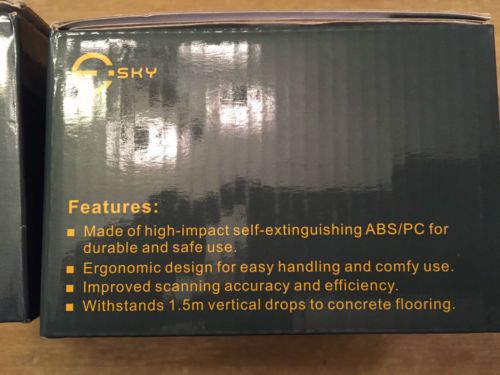 SKY
Features:
■ Made of high-impact self-extinguishing ABS/PC for
durable and safe use.
■ Ergonomic design for easy handling and comfy use.
■ Improved scanning accuracy and efficiency.
■ Withstands 1.5m vertical drops to concrete flooring.